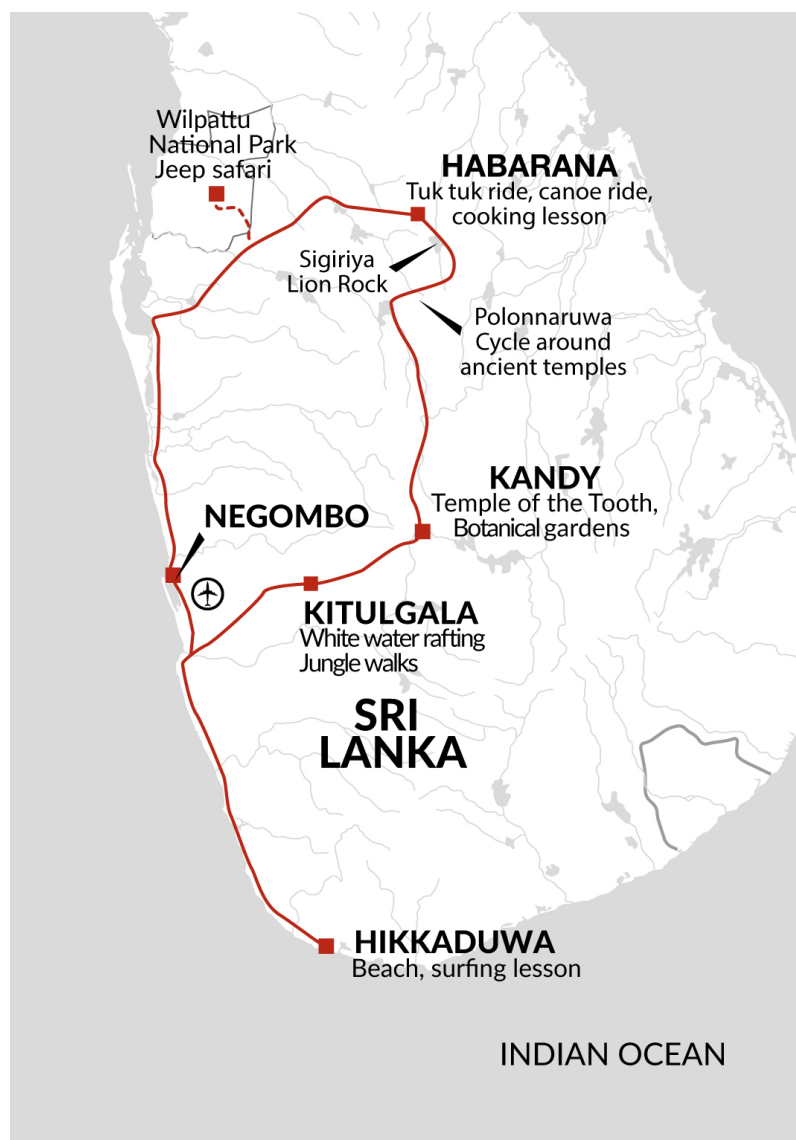 Wilpattu
National Park
Jeep safari
HABARANA
Tuk tuk ride, canoe ride,
cooking lesson
Sigiriya
Lion Rock
Polonnaruwa
Cycle around
ancient temples
KANDY
Temple of the Tooth,
Botanical gardens
NEGOMBO
KITULGALA
White water rafting
Jungle walks
SRI
LANKA
HIKKADUWA
Beach, surfing lesson
INDIAN OCEAN